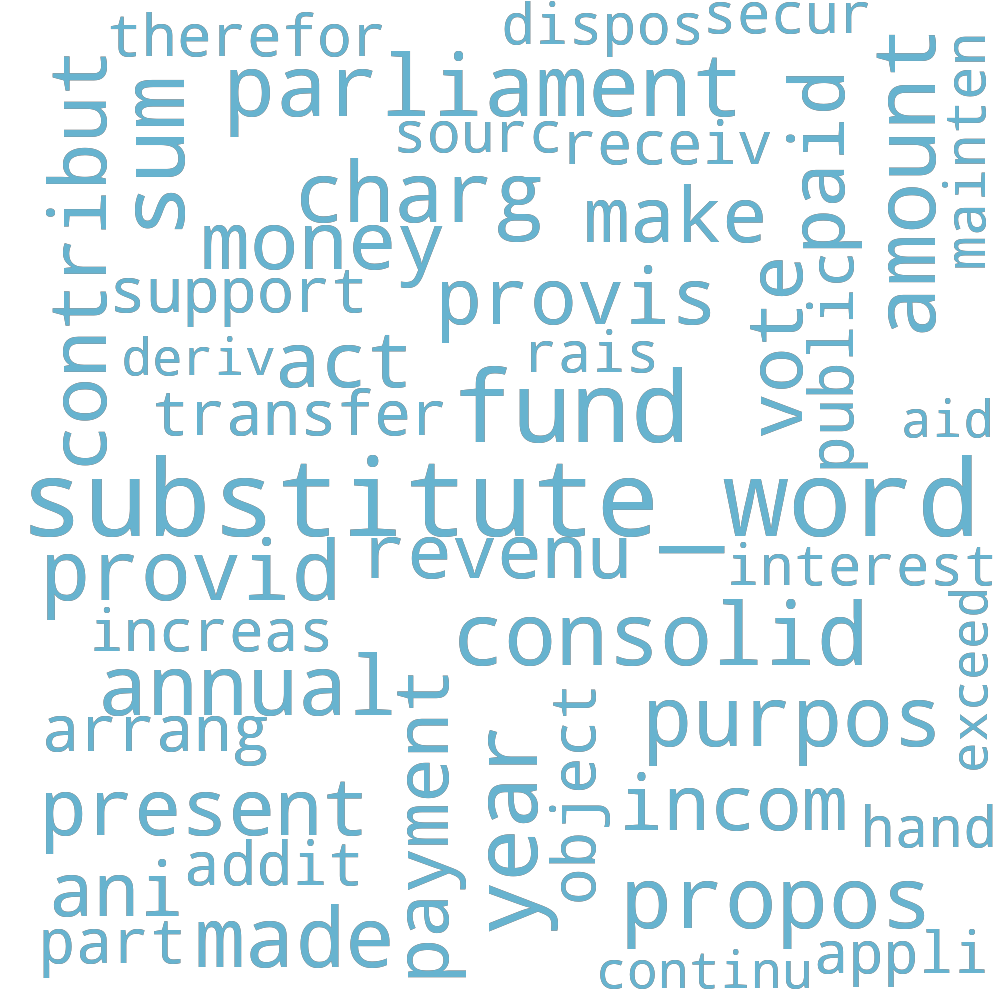 therefor
dispos
secur
parliament
contribut
sum
amount
paid
mainten
sourc
receiv
charg
make
money
support
provis
vote
public
deriv
act
rais
transfer
fund
aid
substitute_word
provid
revenu
interest
increas
consolid
exceed
annual
arrang
payment
year
object
purpos
present
incom
hand
addit
ani
propos
part
made
continu
appli